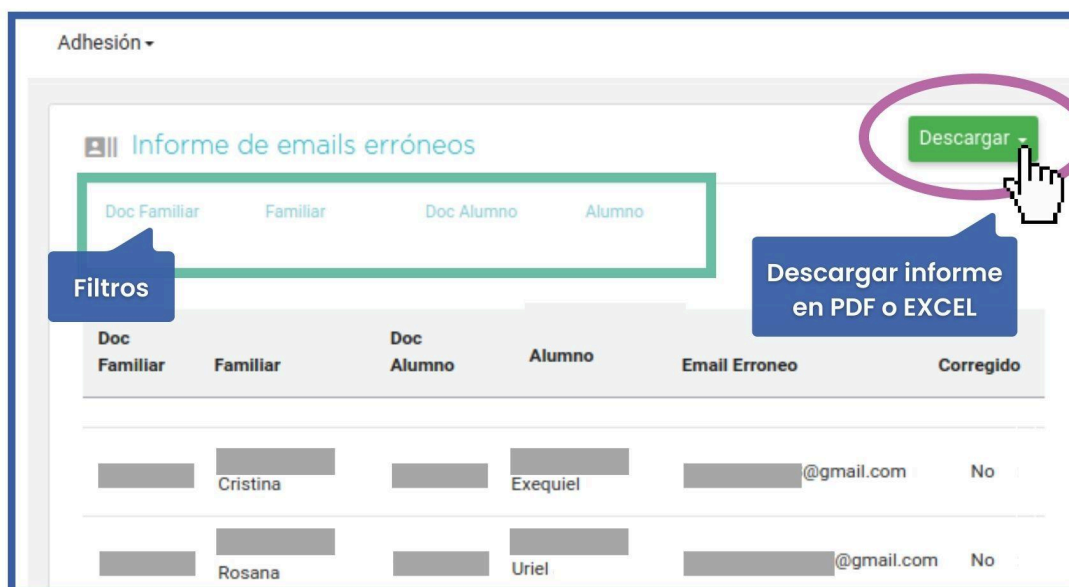 Adhesión
Informe de emails erróneos
Descargar
Doc Familiar Familiar Doc Alumno Alumno
Filtros
Descargar informe
en PDF o EXCEL
Doc
Familiar
Familiar
Doc
Alumno
Alumno
Email Erroneo
Corregido
Cristina
Exequiel
@gmail.com
No
Rosana
Uriel
@gmail.com
No